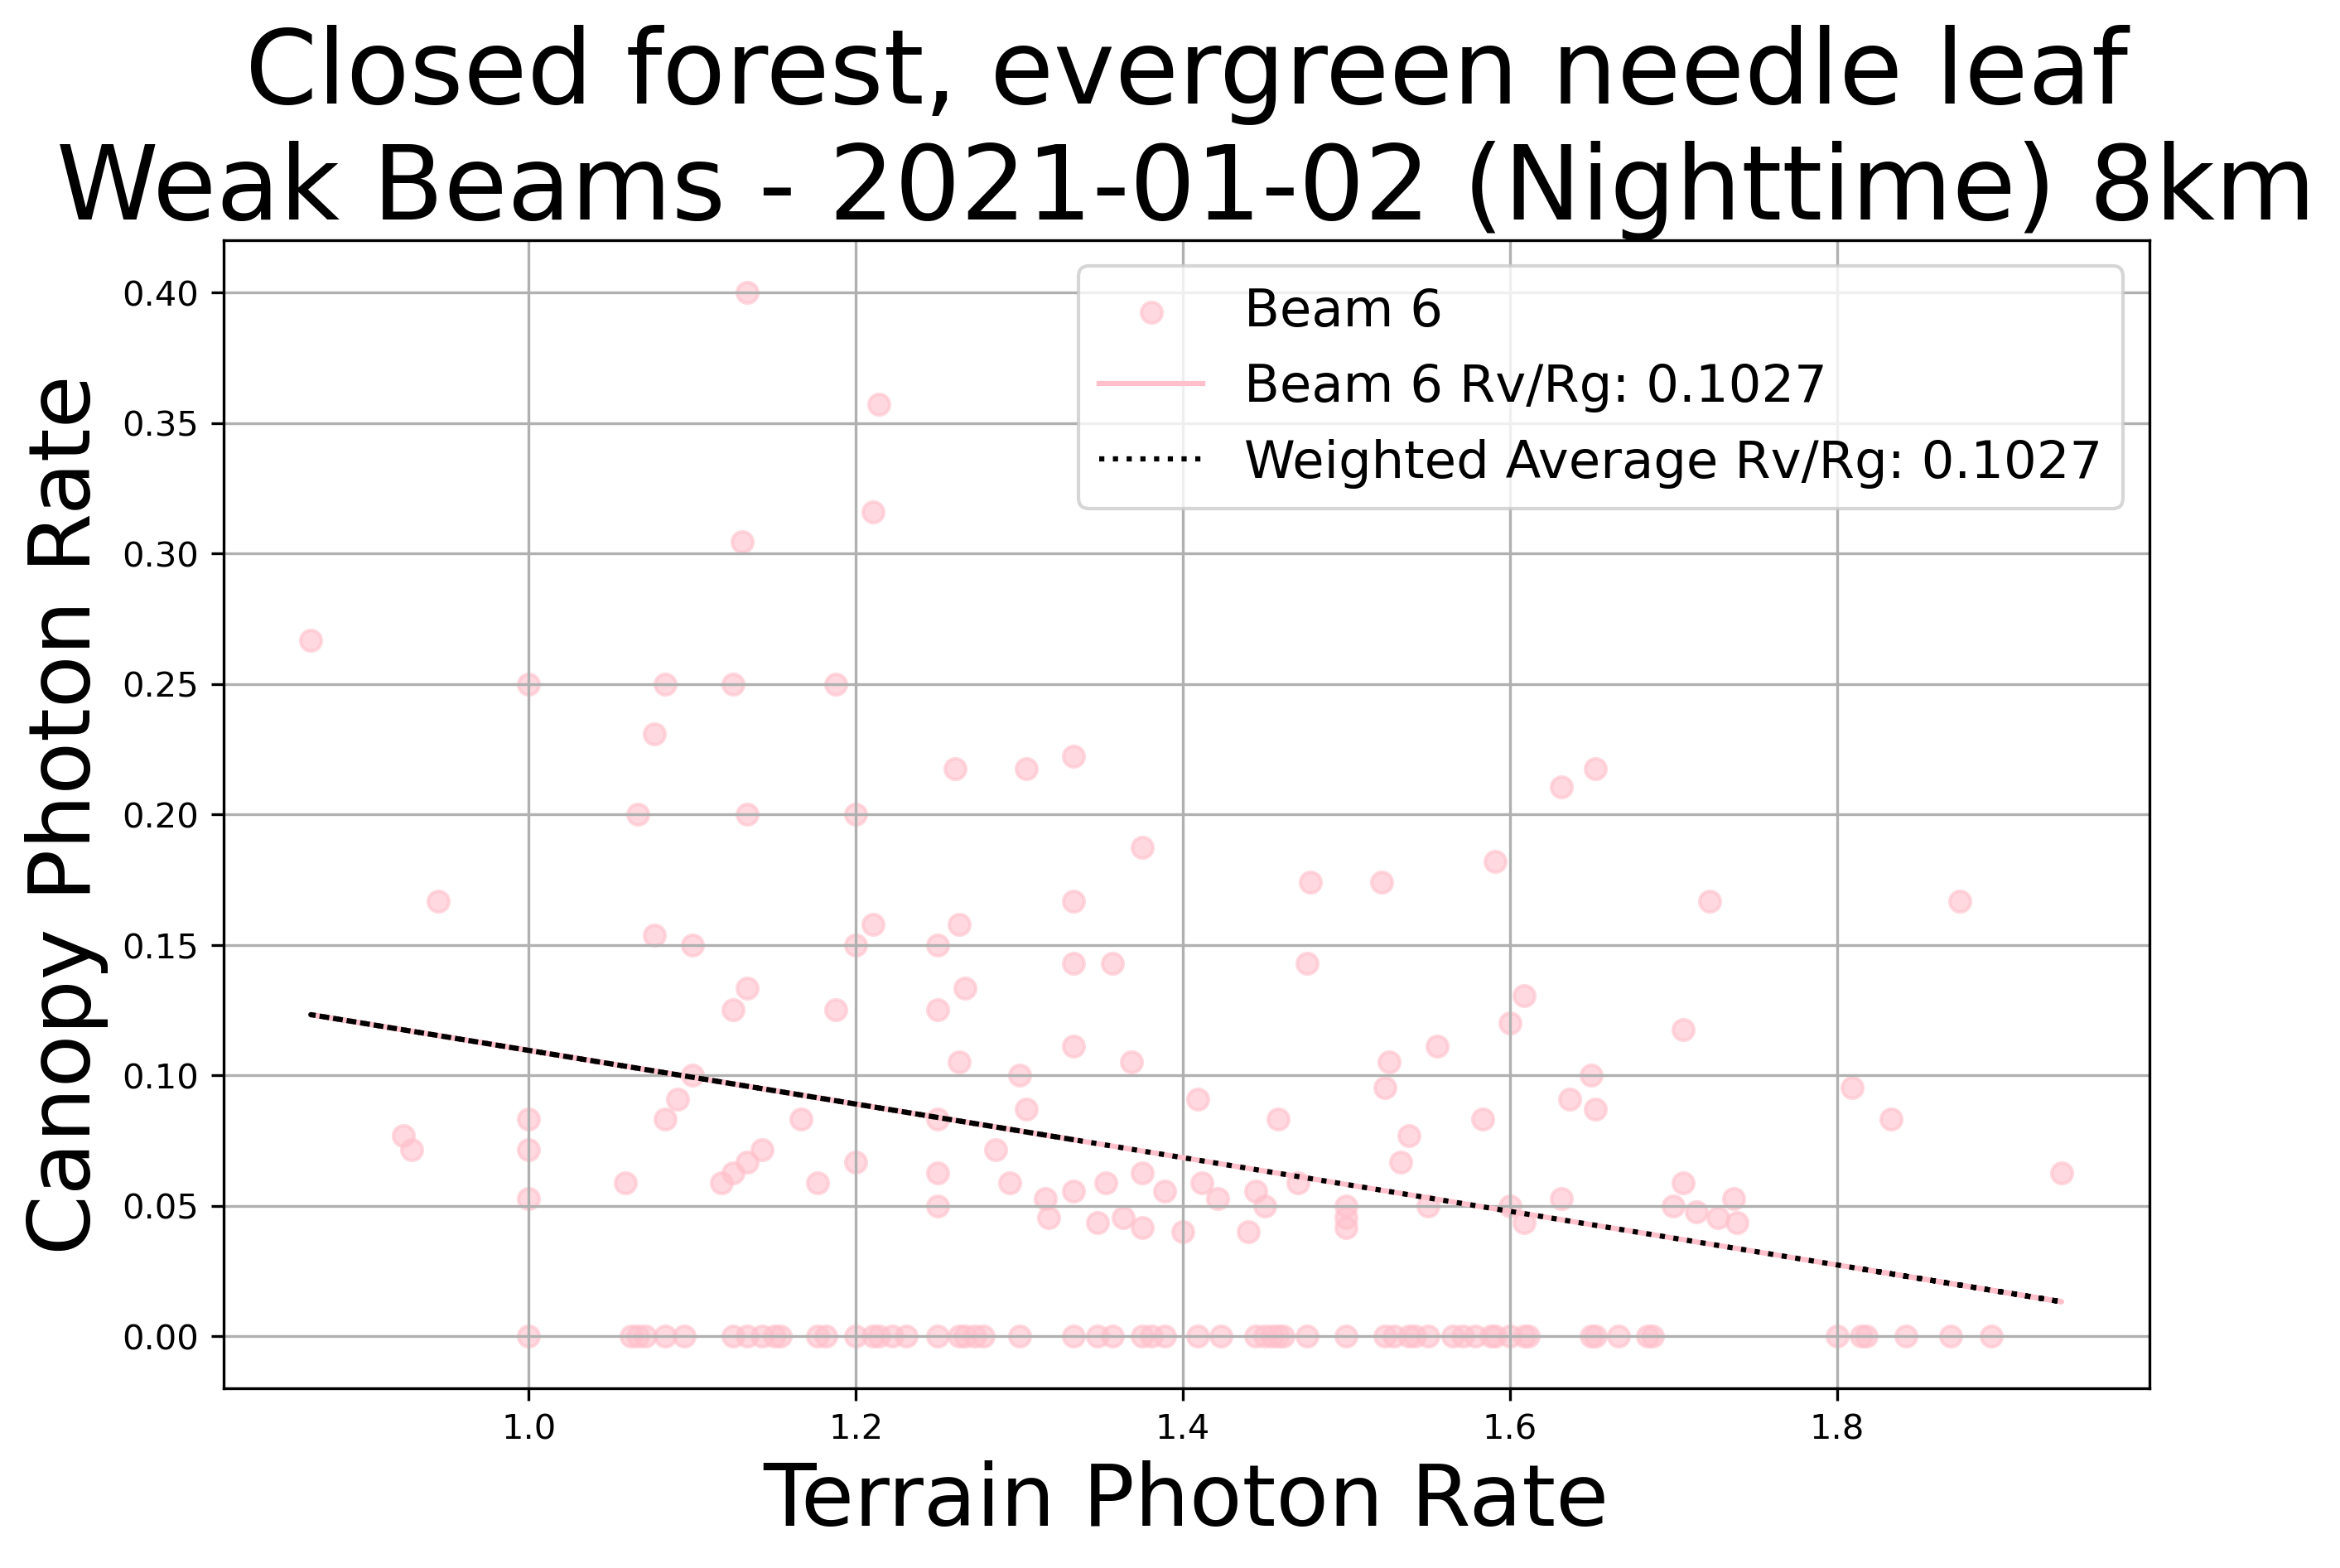 Closed forest, evergreen needle leaf
Weak Beams - 2021-01-02 (Nighttime) 8km
Beam 6
Beam 6 Rv/Rg: 0.1027
Weighted Average Rv/Rg: 0.1027
Canopy Photon Rate
0.40
0.35
0.30
0.25
0.20
0.15
0.10
0.05
0.00
1.0
1.2
1.4
1.6
1.8
Terrain Photon Rate